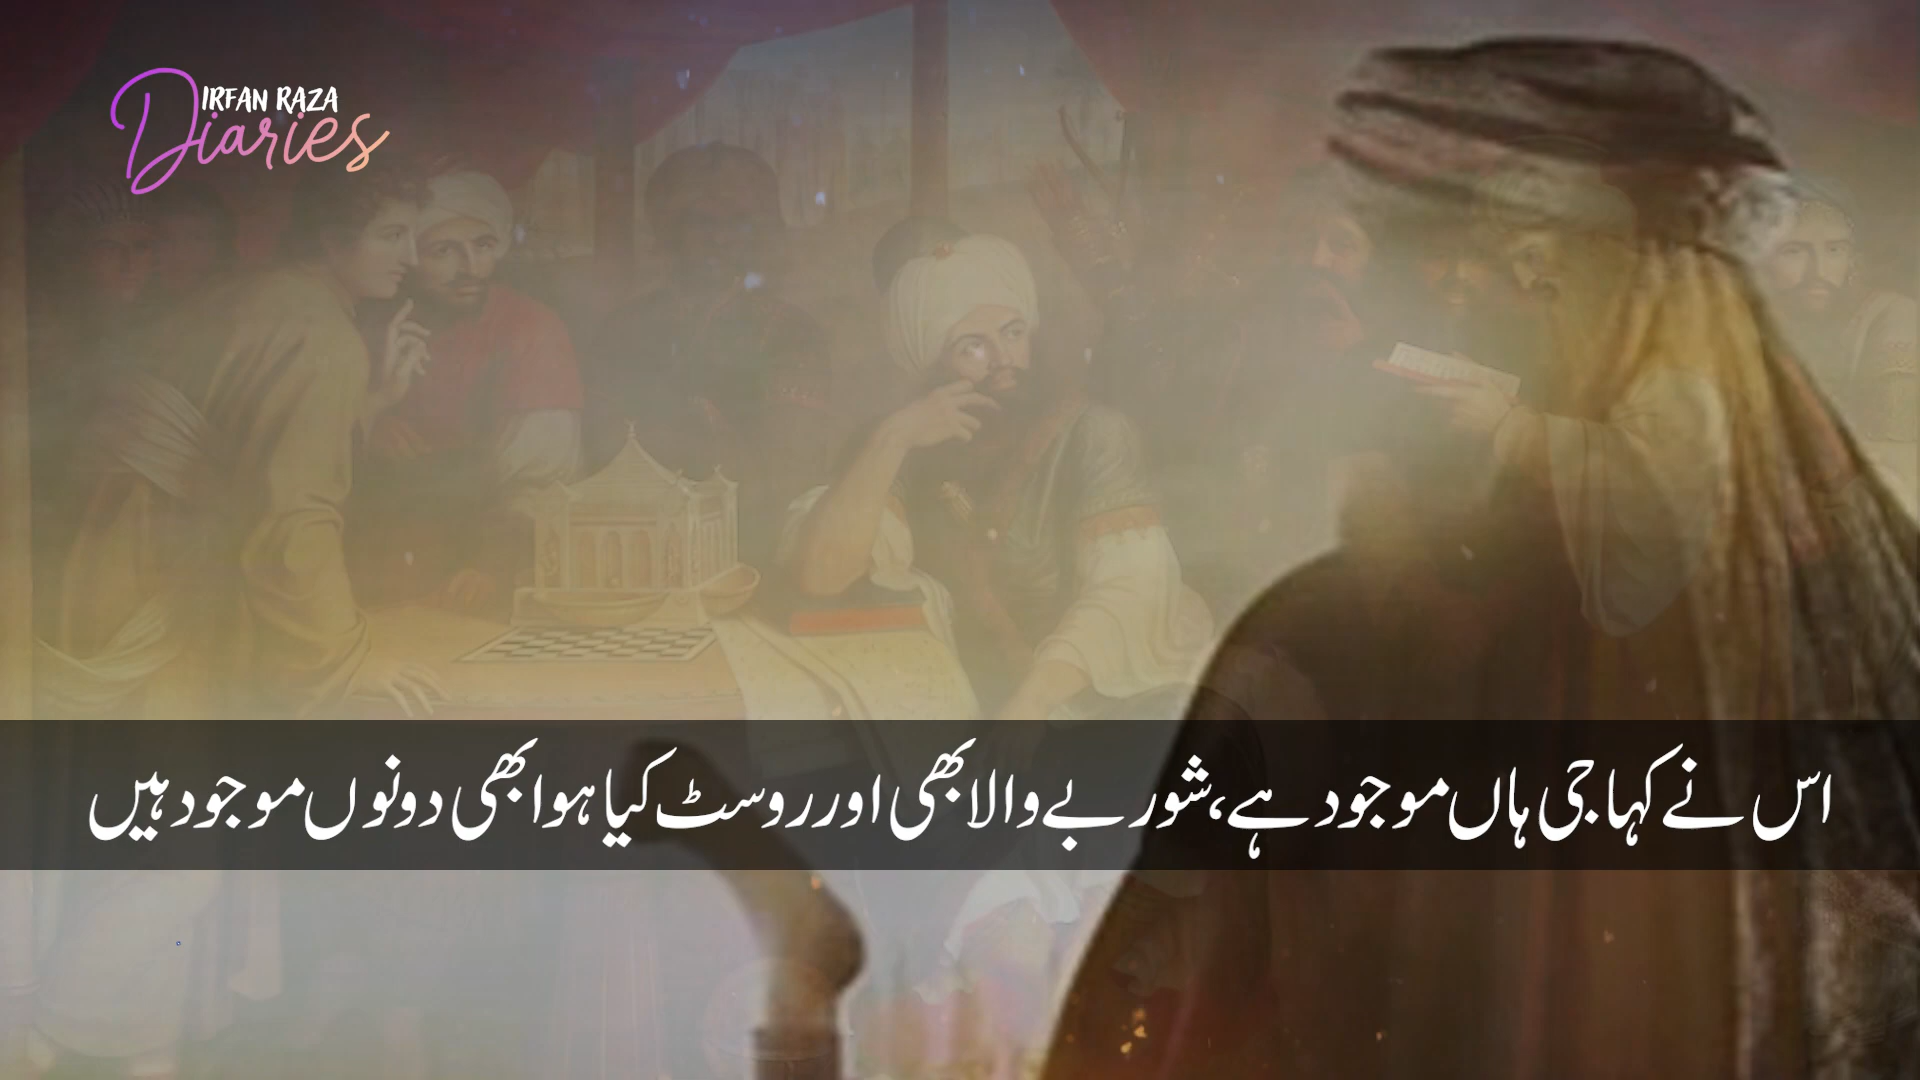 IRFAN RAZA
Diaries
اس نے کہا جی ہاں موجود ہے، شوربے والا بھی اور روسٹ کیا ہوا بھی دونوں موجود ہیں